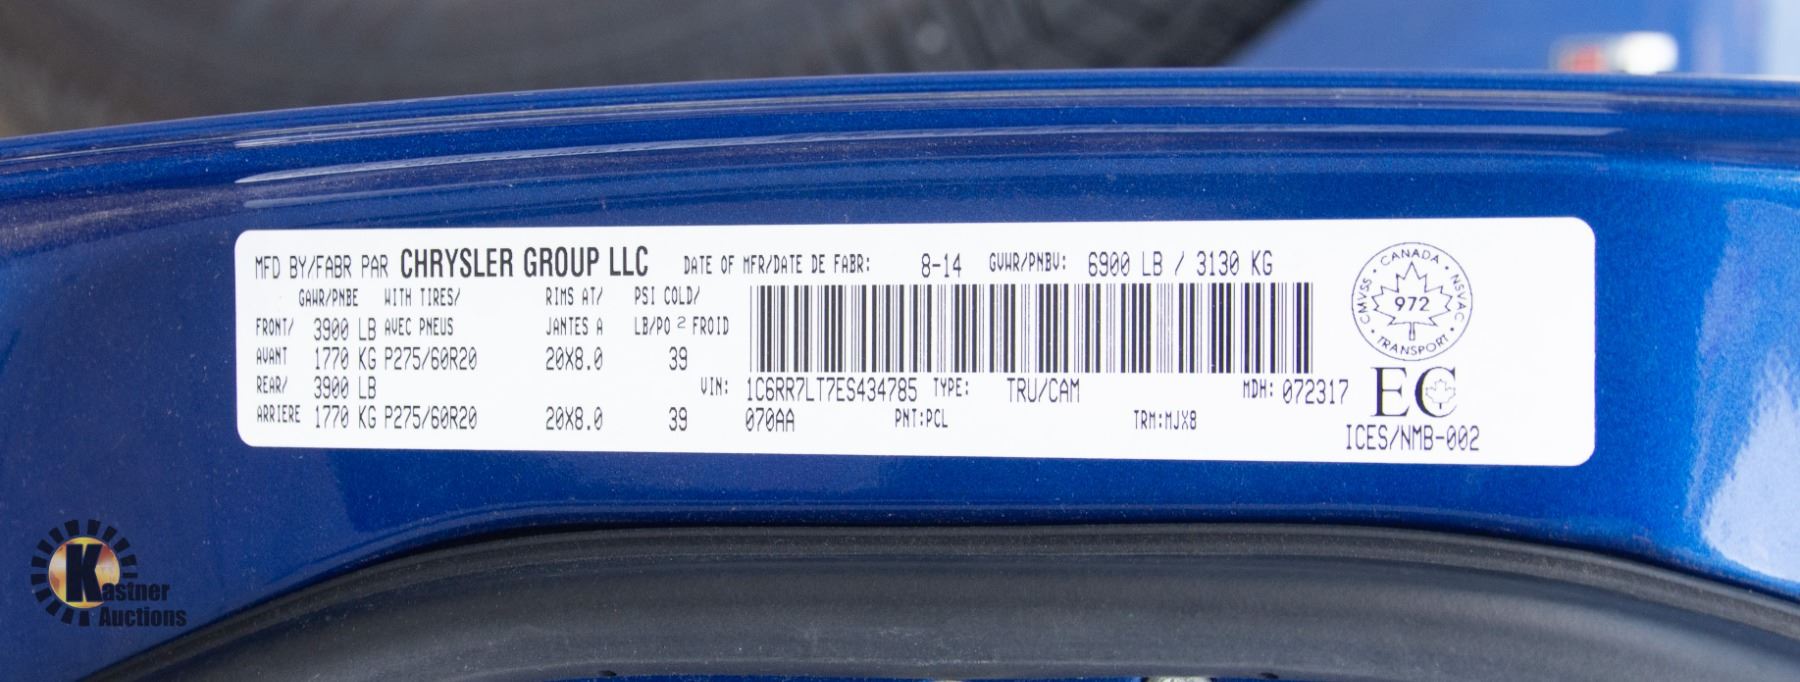 MFD BY/FABR PAR CHRYSLER GROUP LLC DATE OF MFR/DATE DE FABR: 8-14 GVWR/PNBV: 6900 LB / 3130 KG
GAWR/PNBE WITH TIRES/ RIMS AT/ PSI COLD/
FRONT/ 3900 LB AVEC PNEUS JANTES A LB/PO 2 FROID
AVANT 1770 KG P275/60R20 20X8.0 39
REAR/ 3900 LB
ARRIERE 1770 KG P275/60R20 20X8.0 39
VIN: 1C6RR7LT7ES434785 TYPE: TRU/CAM MDH: 072317
070AA PNT:PCL TRM:MJX8
CANADA · NSVAC · TRANSPORT · CMVSS ·
972
EC
ICES/NMB-002
Kastner
Auctions